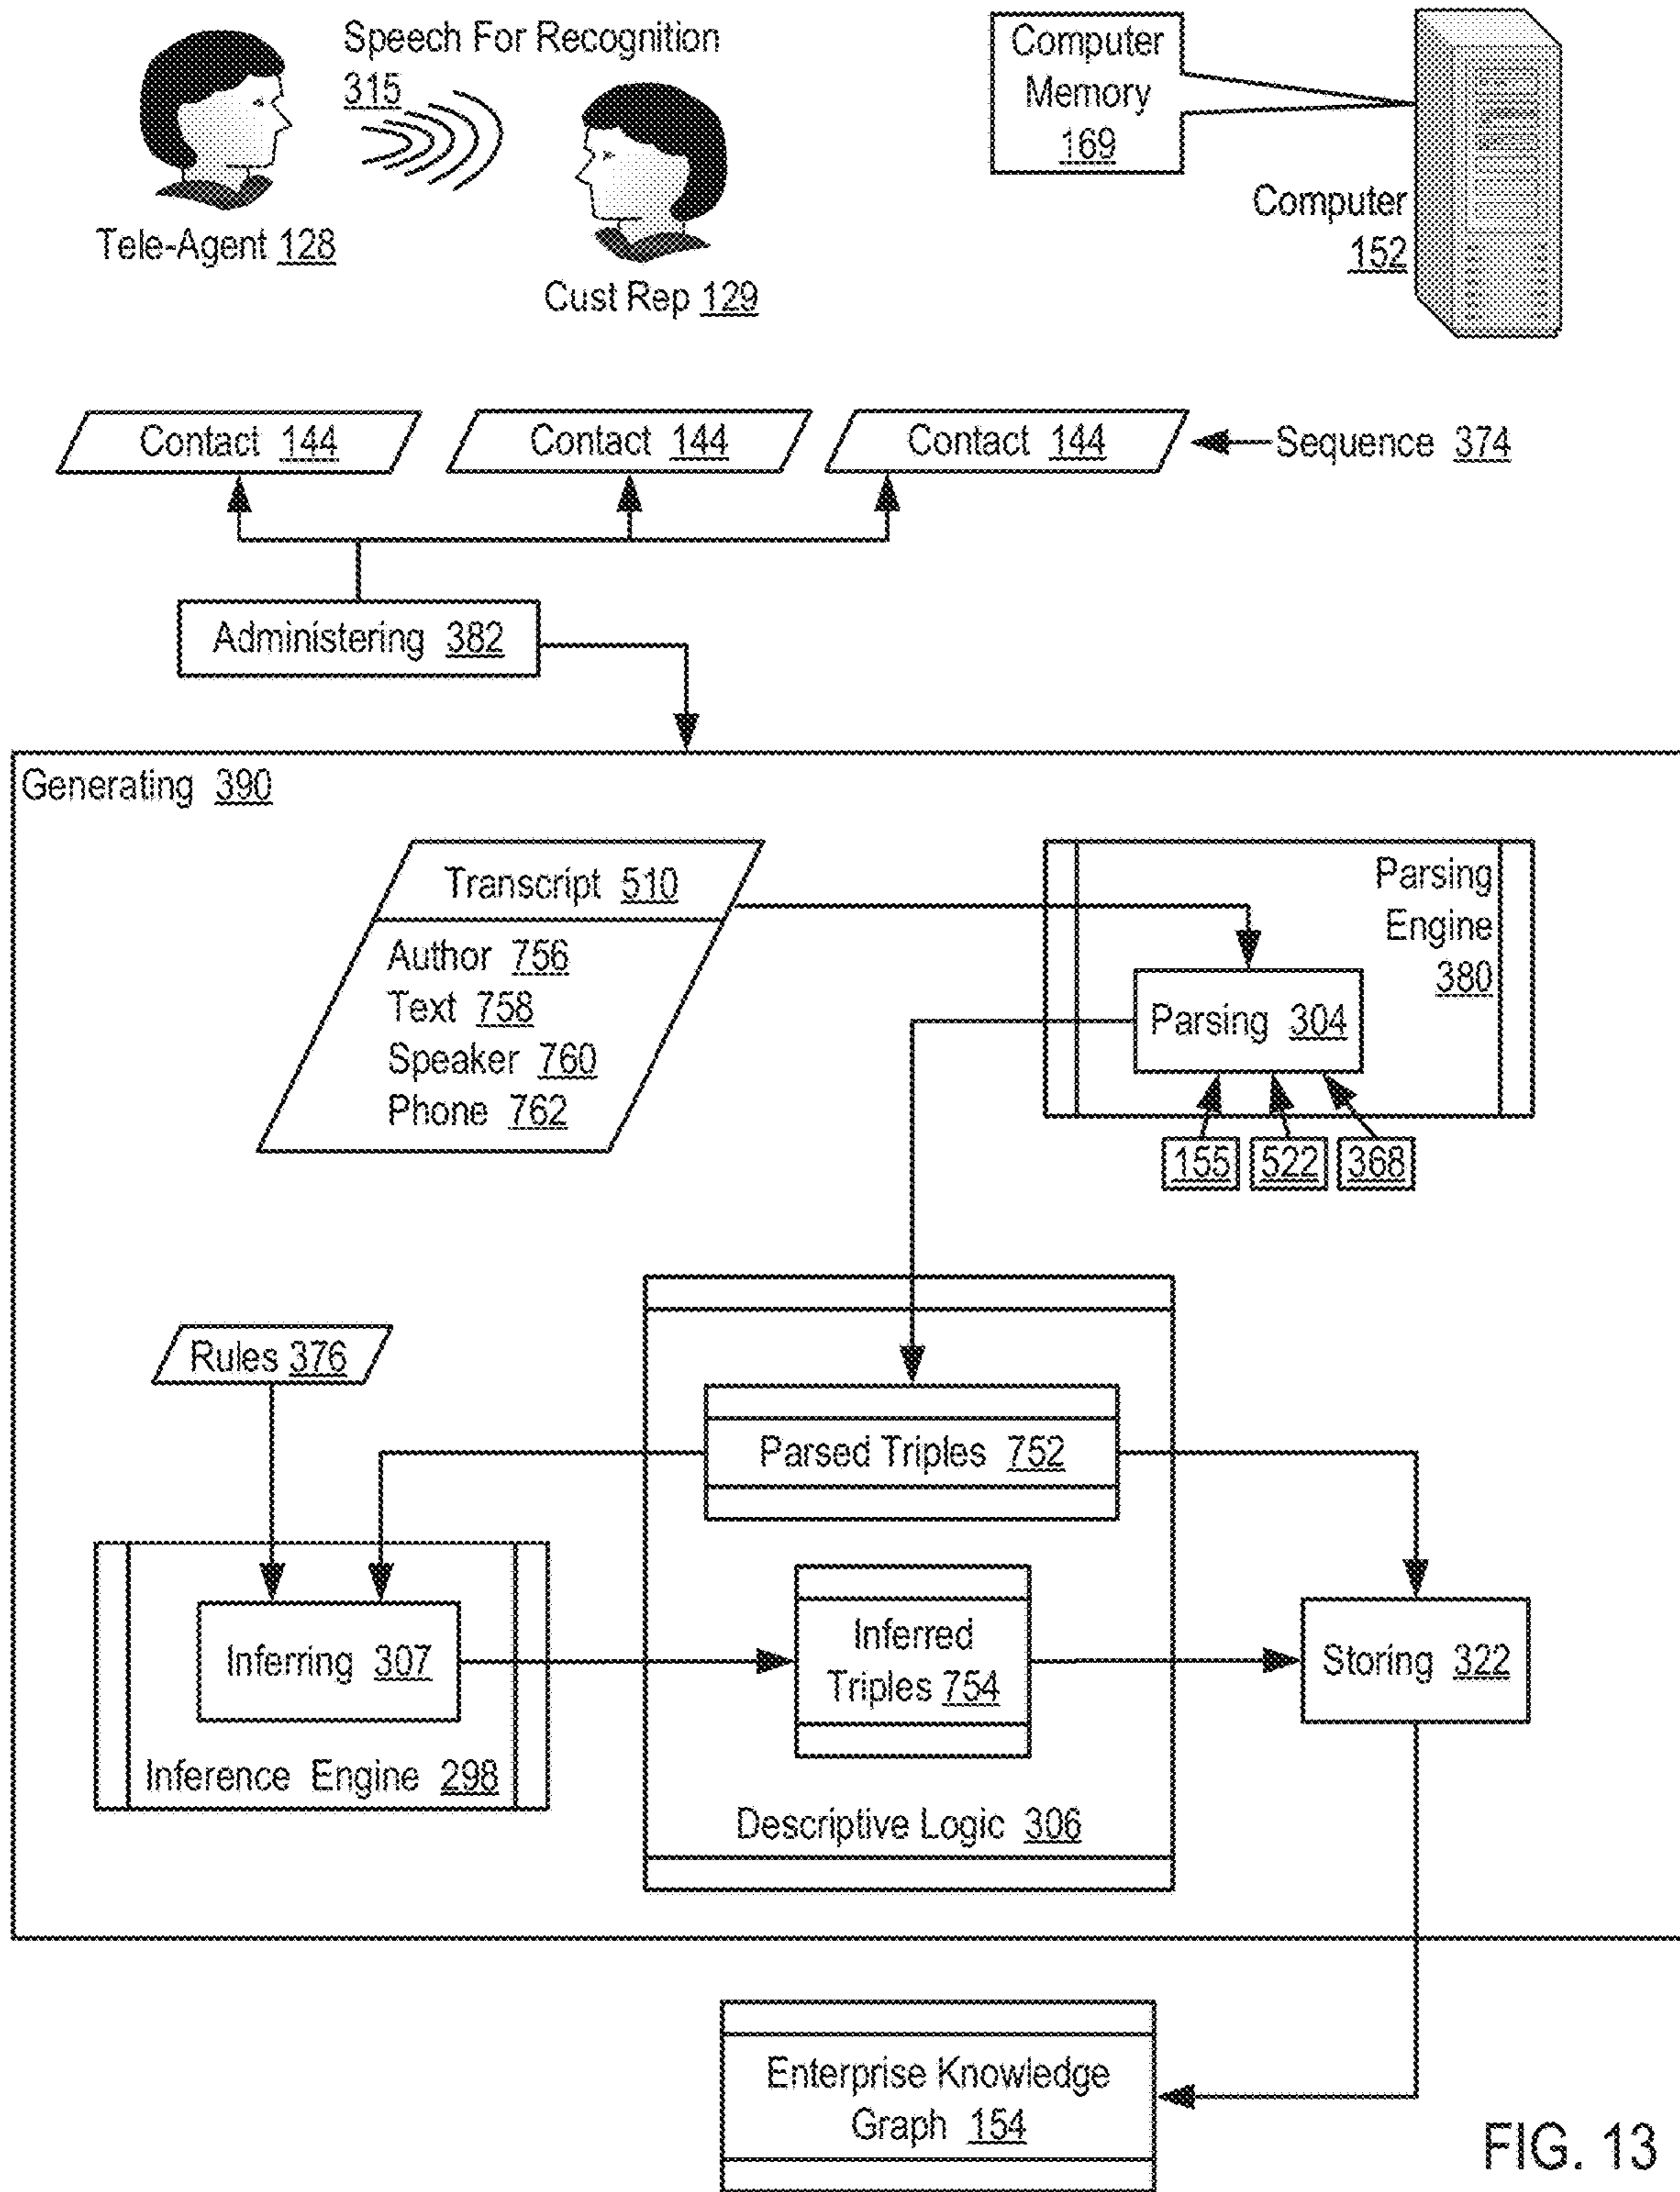 Speech For Recognition
315
Tele-Agent 128
Cust Rep 129
Computer
Memory
169
Computer
152
Contact 144
Contact 144
Contact 144
Sequence 374
Administering 382
Generating 390
Transcript 510
Author 756
Text 758
Speaker 760
Phone 762
Parsing
Engine
380
Parsing 304
155
522
368
Rules 376
Parsed Triples 752
Inferring 307
Inference Engine 298
Inferred
Triples 754
Descriptive Logic 306
Storing 322
Enterprise Knowledge
Graph 154
FIG. 13